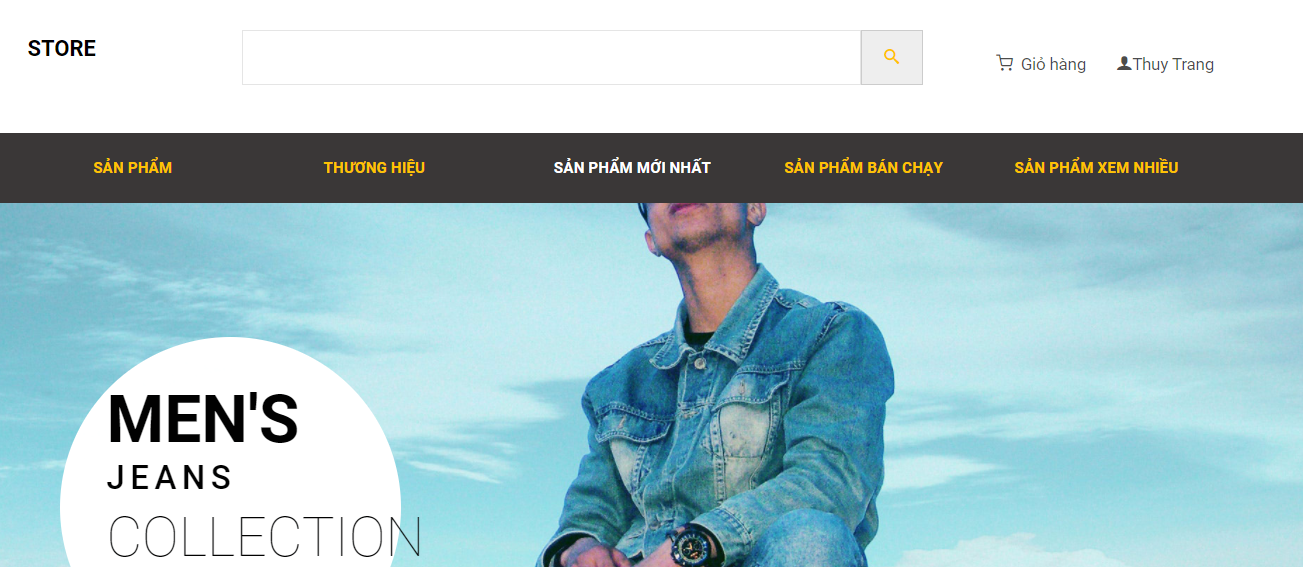 STORE
Giỏ hàng
Thuy Trang
SẢN PHẨM
THƯƠNG HIỆU
SẢN PHẨM MỚI NHẤT
SẢN PHẨM BÁN CHẠY
SẢN PHẨM XEM NHIỀU
MEN'S
JEANS
COLLECTION